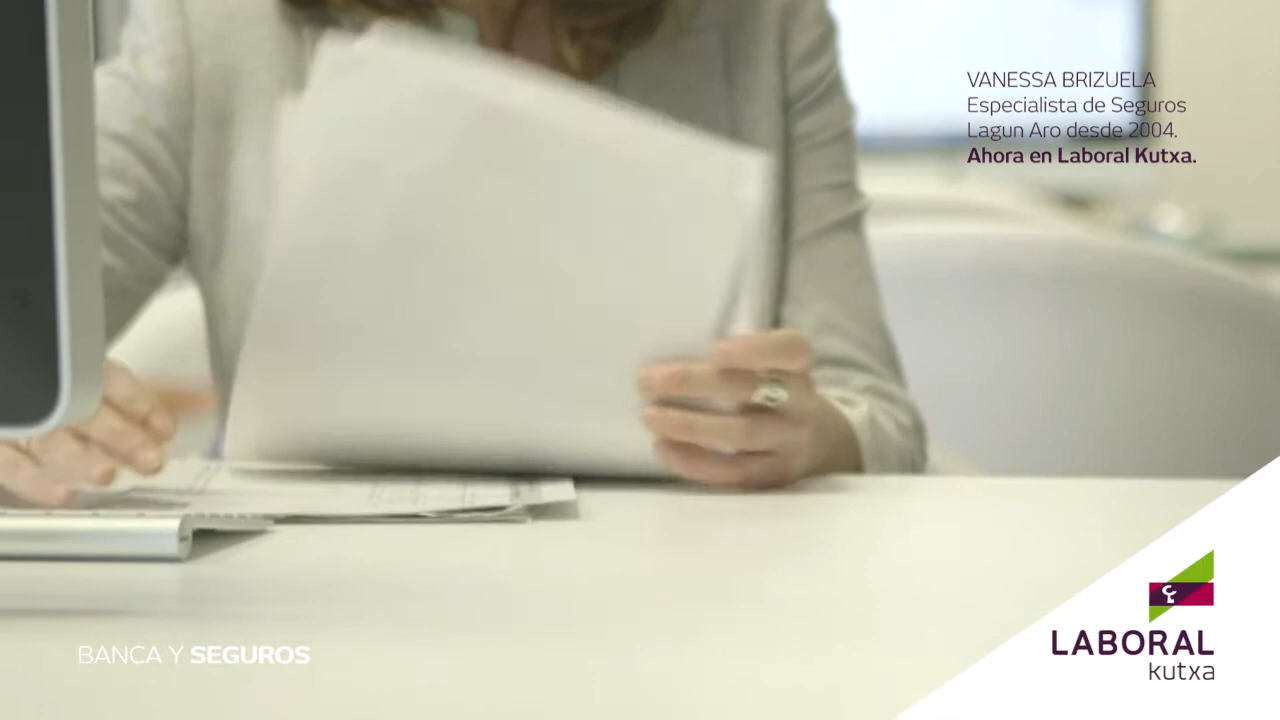 VANESSA BRIZUELA
Especialista de Seguros
Lagun Aro desde 2004.
Ahora en Laboral Kutxa.
BANCA Y SEGUROS
LABORAL
kutxa